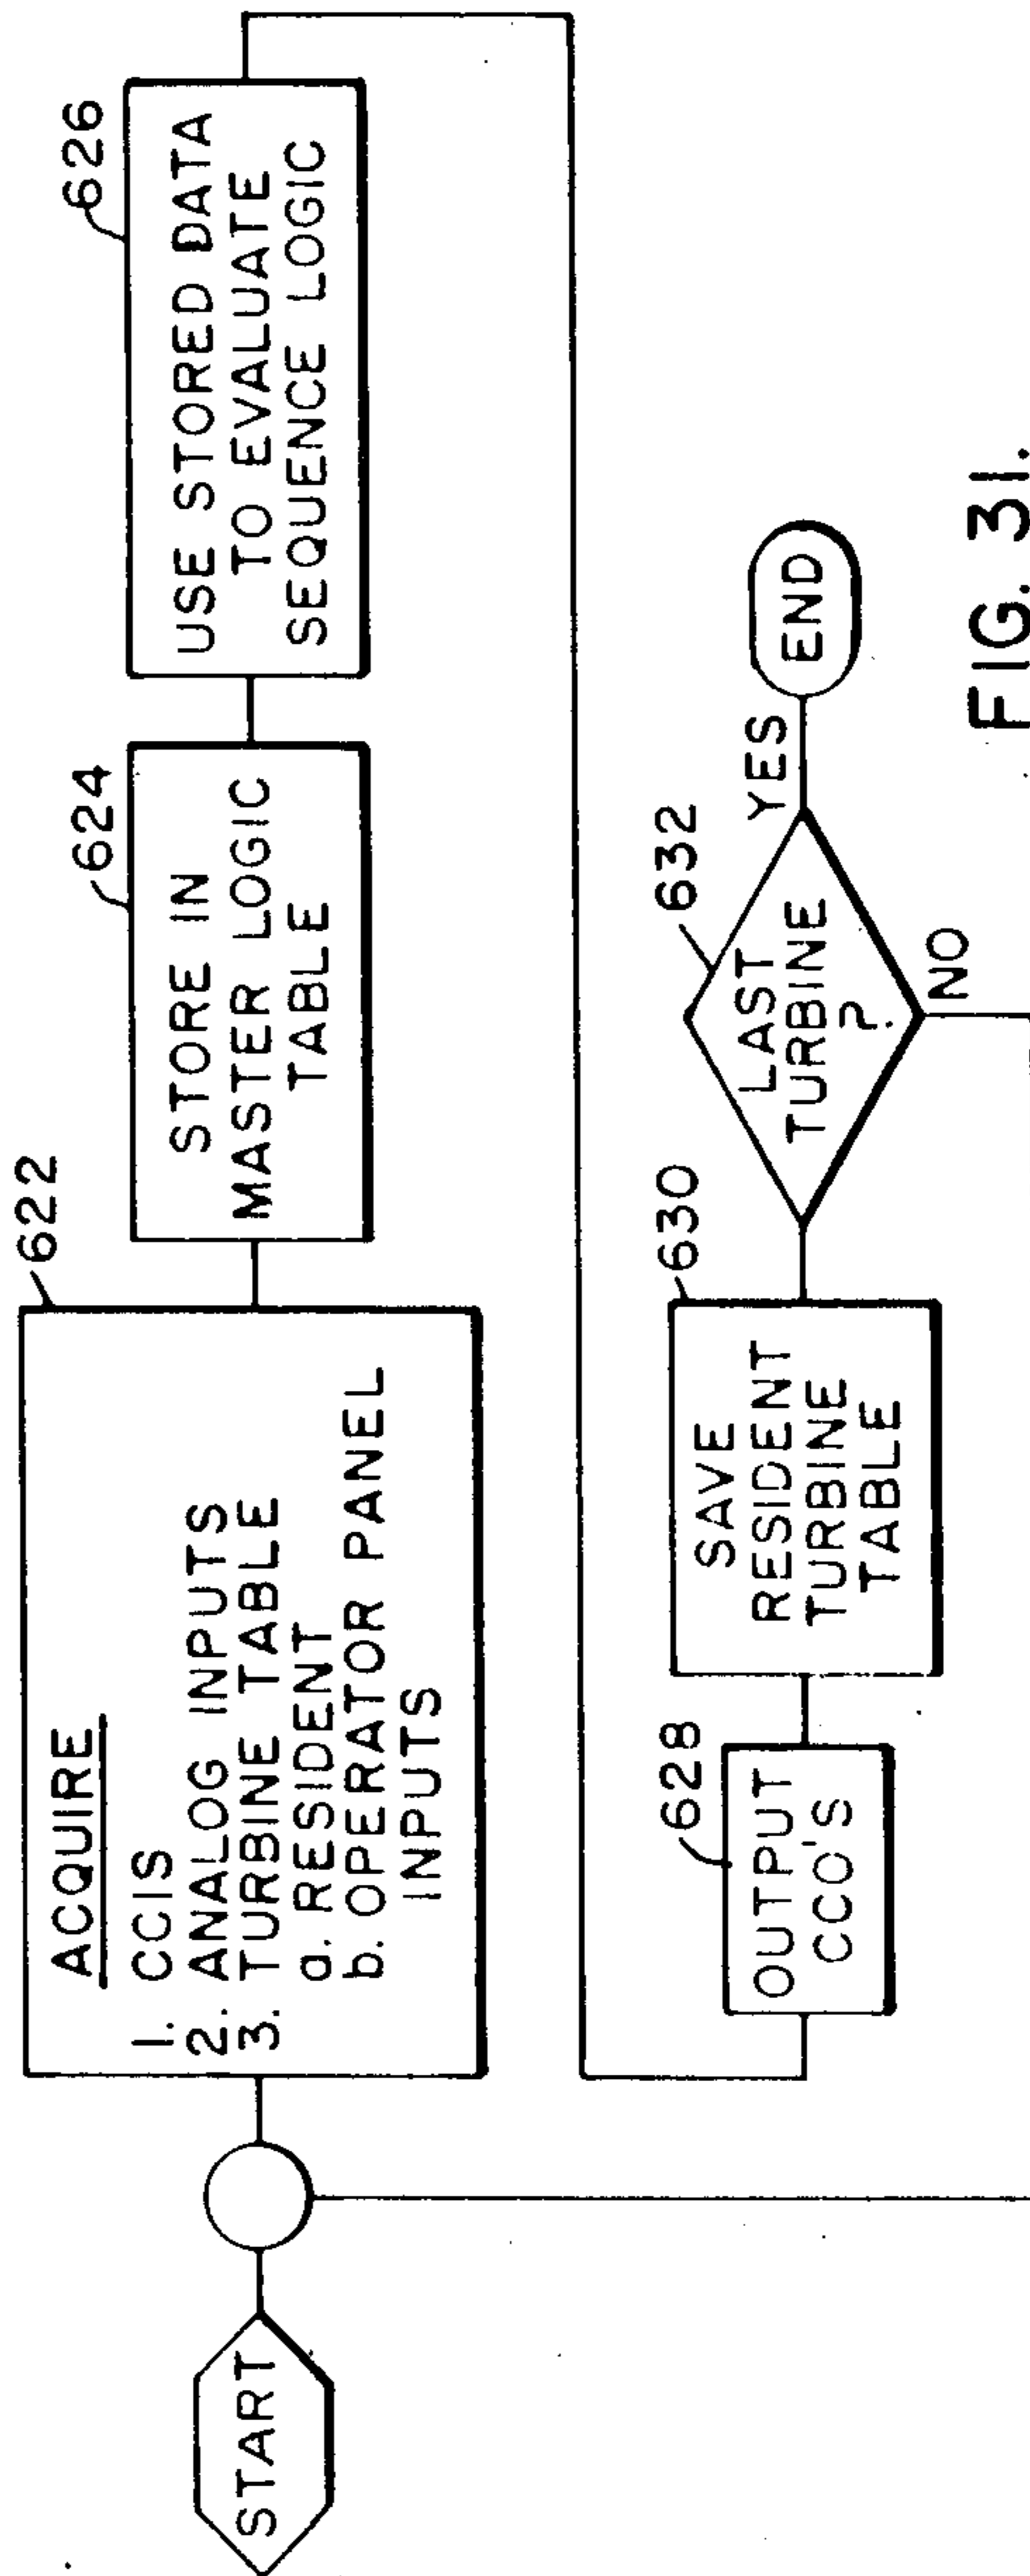 START
622
ACQUIRE
1. CCIS
2. ANALOG INPUTS
3. TURBINE TABLE
a. RESIDENT
b. OPERATOR PANEL
INPUTS
624
STORE IN
MASTER LOGIC
TABLE
626
USE STORED DATA
TO EVALUATE
SEQUENCE LOGIC
628
OUTPUT
CCO'S
630
SAVE
RESIDENT
TURBINE
TABLE
632
LAST
TURBINE
?
YES
NO
END
FIG. 31.